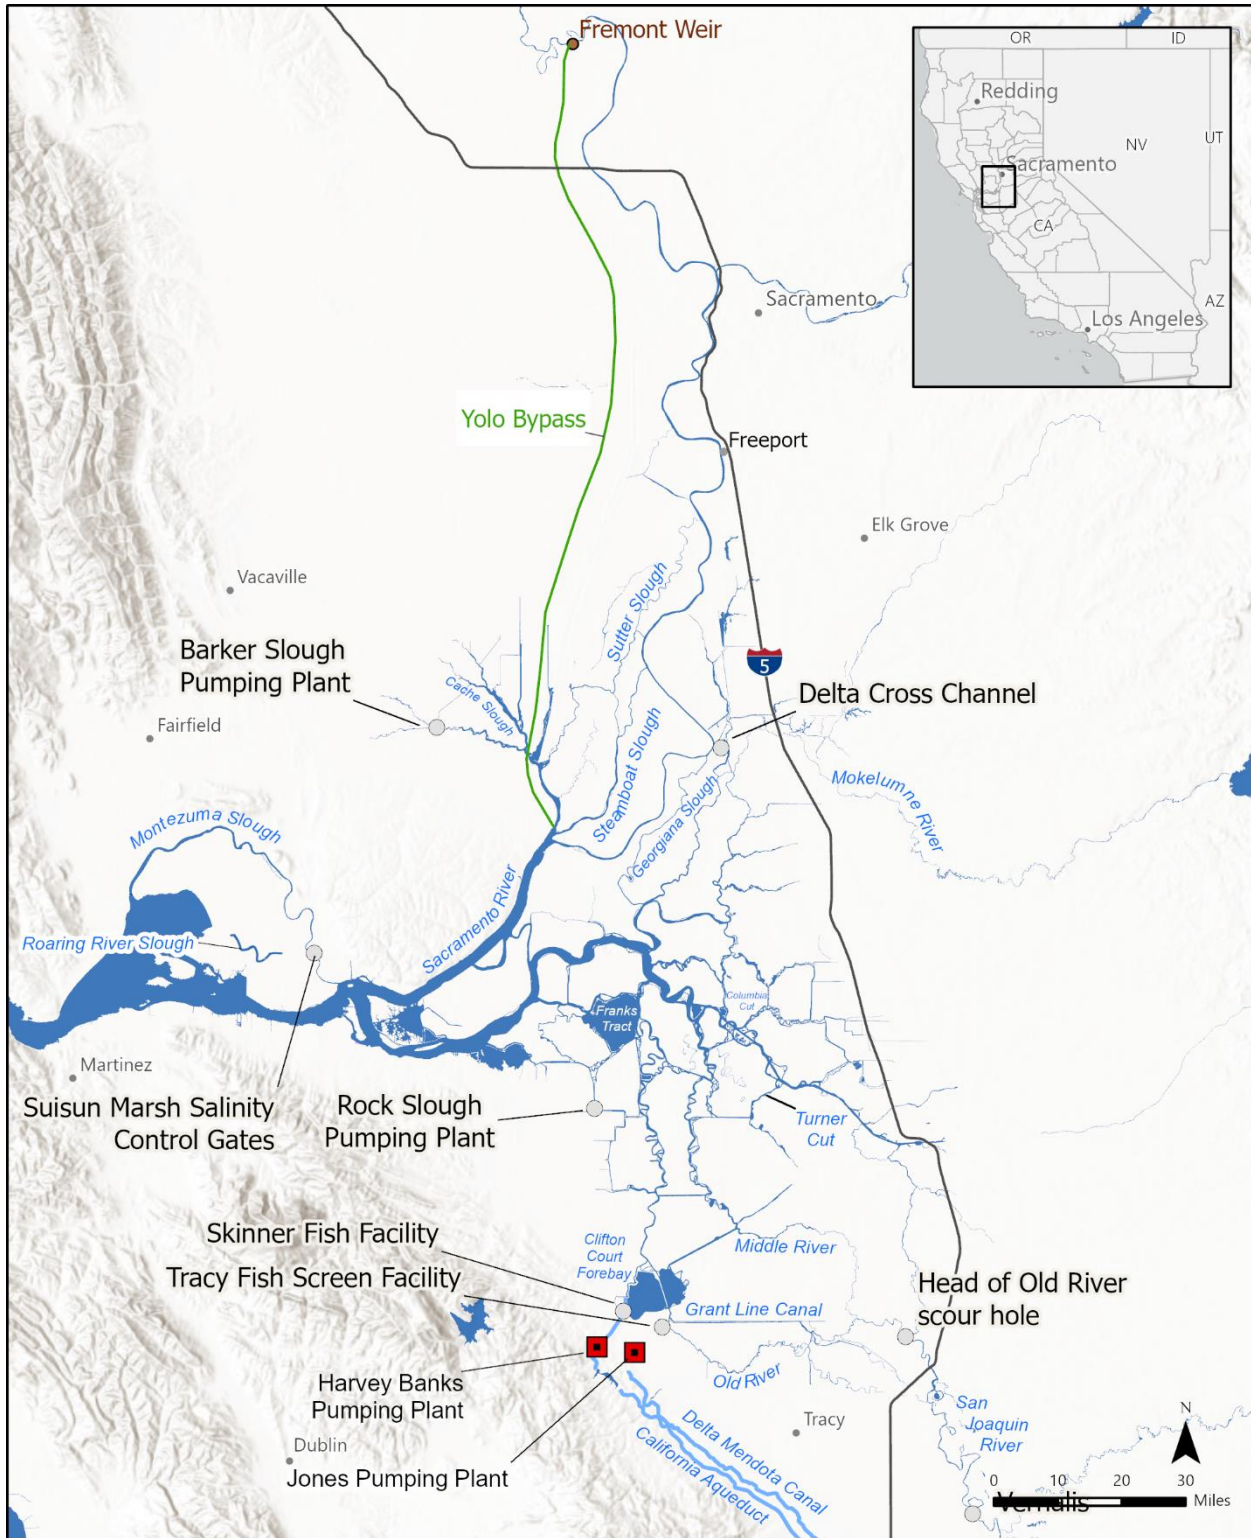 Fremont Weir
OR
ID
Redding
NV
UT
Sacramento
CA
AZ
Los Angeles
Sacramento
Yolo Bypass
Freeport
Elk Grove
Vacaville
Sutter Slough
Barker Slough
Pumping Plant
Cache Slough
5
Delta Cross Channel
Fairfield
Steamboat Slough
Georgiana Slough
Mokelumne
River
Montezuma Slough
Sacramento River
Roaring River Slough
Columbia
Cut
Franks
Tract
Martinez
Suisun Marsh Salinity
Control Gates
Rock Slough
Pumping Plant
Turner
Cut
Skinner Fish Facility
Clifton
Court
Forebay
Middle River
Tracy Fish Screen Facility
Grant Line Canal
Head of Old River
scour hole
Harvey Banks
Pumping Plant
Old River
San
Joaquin
River
Tracy
N
Dublin
Jones Pumping Plant
Delta Mendota Canal
California Aqueduct
0 10 20 30
Miles
Vernalis